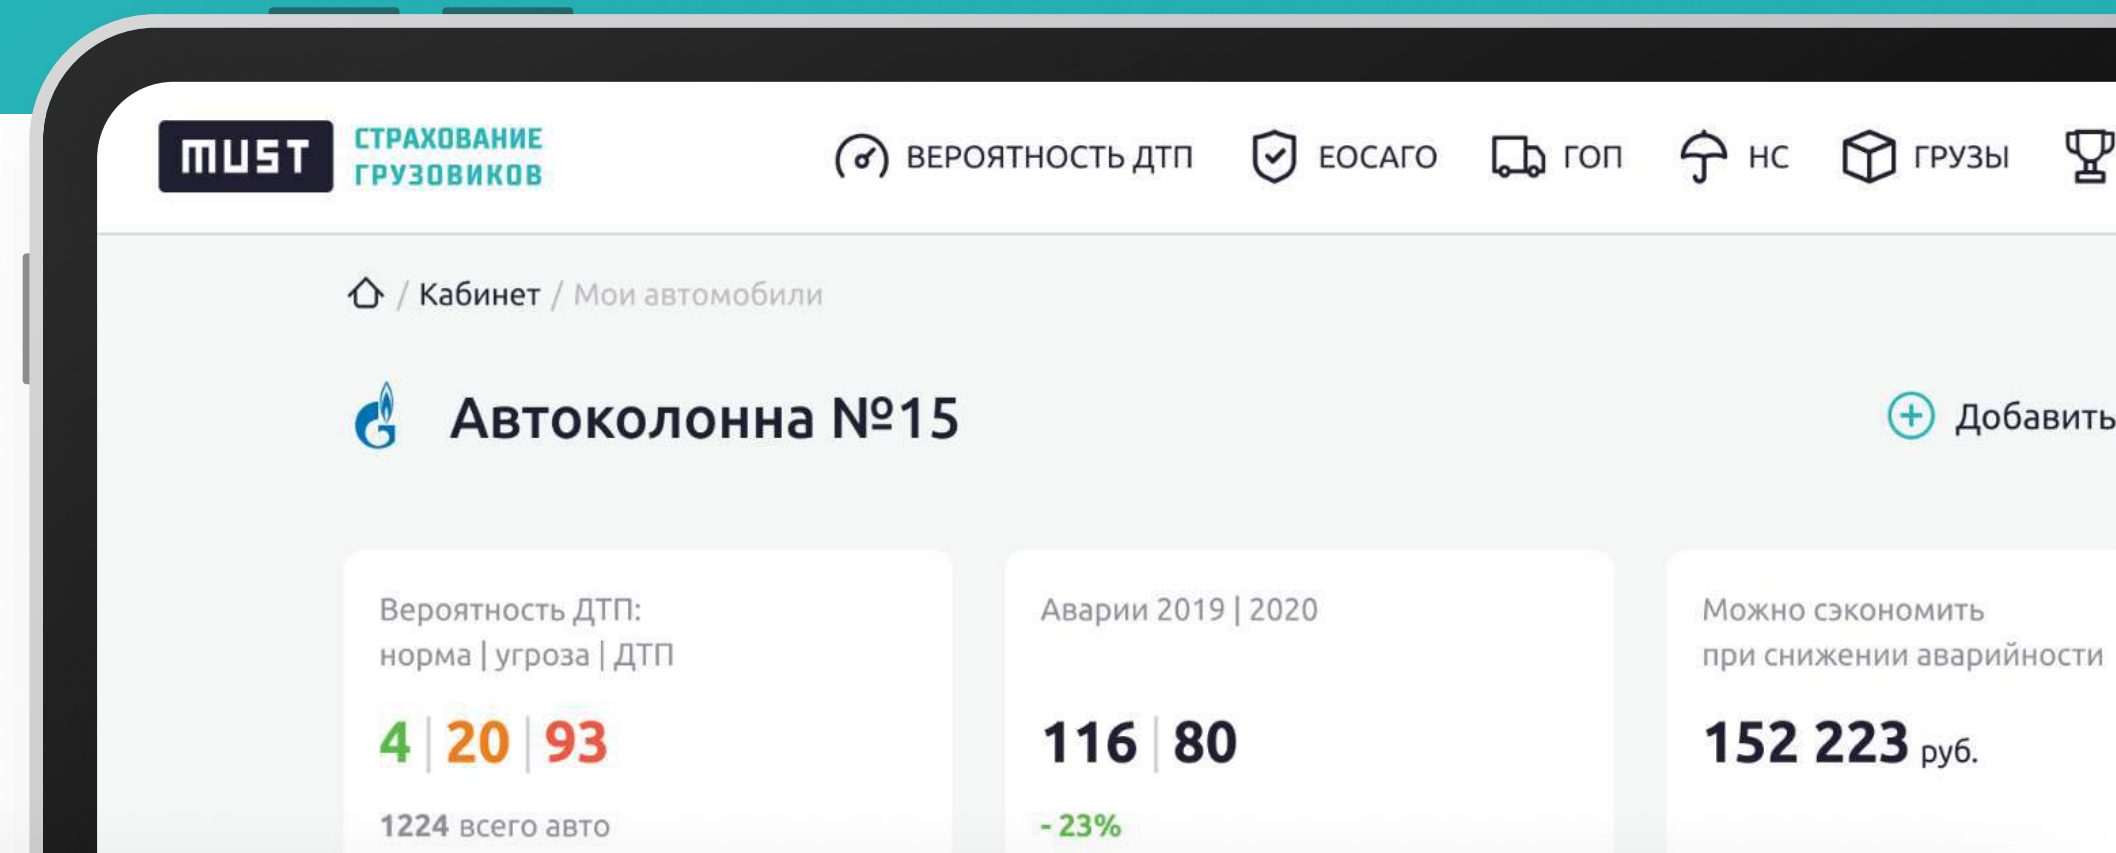 MUST
СТРАХОВАНИЕ
ГРУЗОВИКОВ
ВЕРОЯТНОСТЬ ДТП
ЕОСАГО
ГОП
НС
ГРУЗЫ
/ Кабинет / Мои автомобили
Автоколонна №15
Добавить
Вероятность ДТП:
норма | угроза | ДТП
4 | 20 | 93
1224 всего авто
Аварии 2019 | 2020
116 | 80
- 23%
Можно сэкономить
при снижении аварийности
152 223 руб.